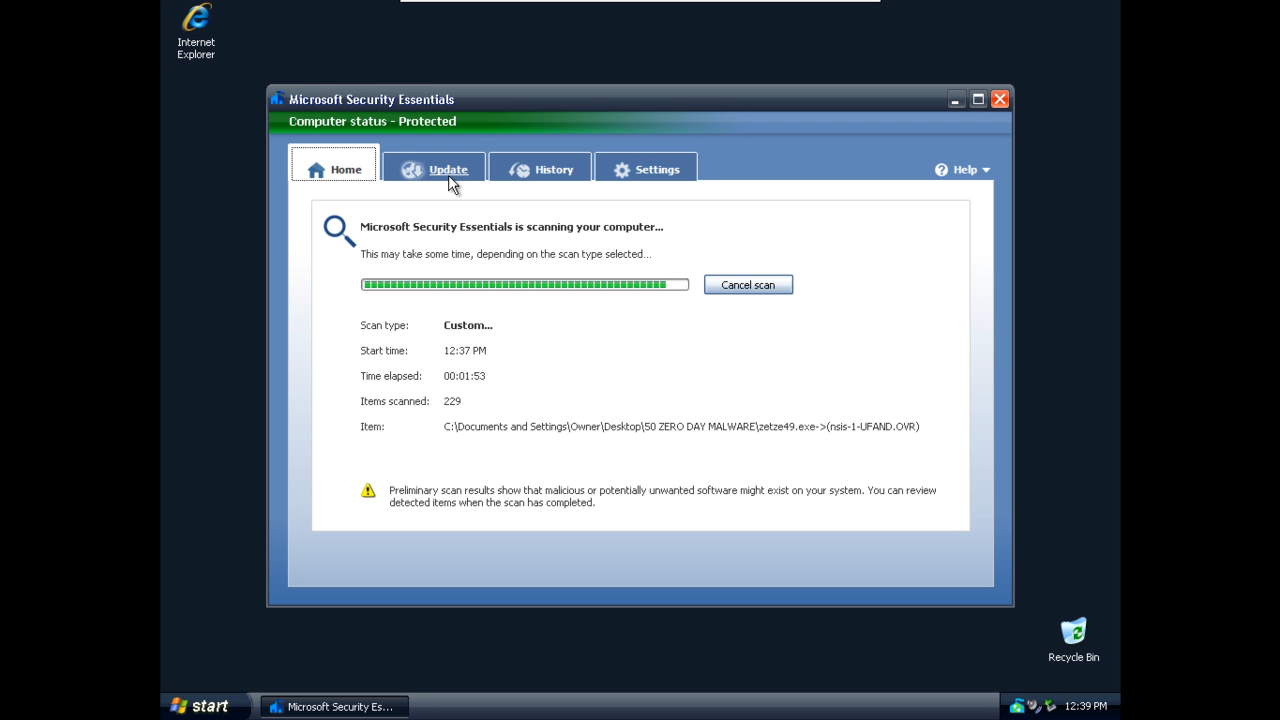 Internet
Explorer
Microsoft Security Essentials
Computer status - Protected
Home
Update
History
Settings
Help
Microsoft Security Essentials is scanning your computer...
This may take some time, depending on the scan type selected...
Cancel scan
Scan type: Custom...
Start time: 12:37 PM
Time elapsed: 00:01:53
Items scanned: 229
Item: C:\Documents and Settings\Owner\Desktop\50 ZERO DAY MALWARE\zetze49.exe->(nsis-1-UFAND.OVR)
Preliminary scan results show that malicious or potentially unwanted software might exist on your system. You can review
detected items when the scan has completed.
Recycle Bin
start
Microsoft Security Es...
12:39 PM